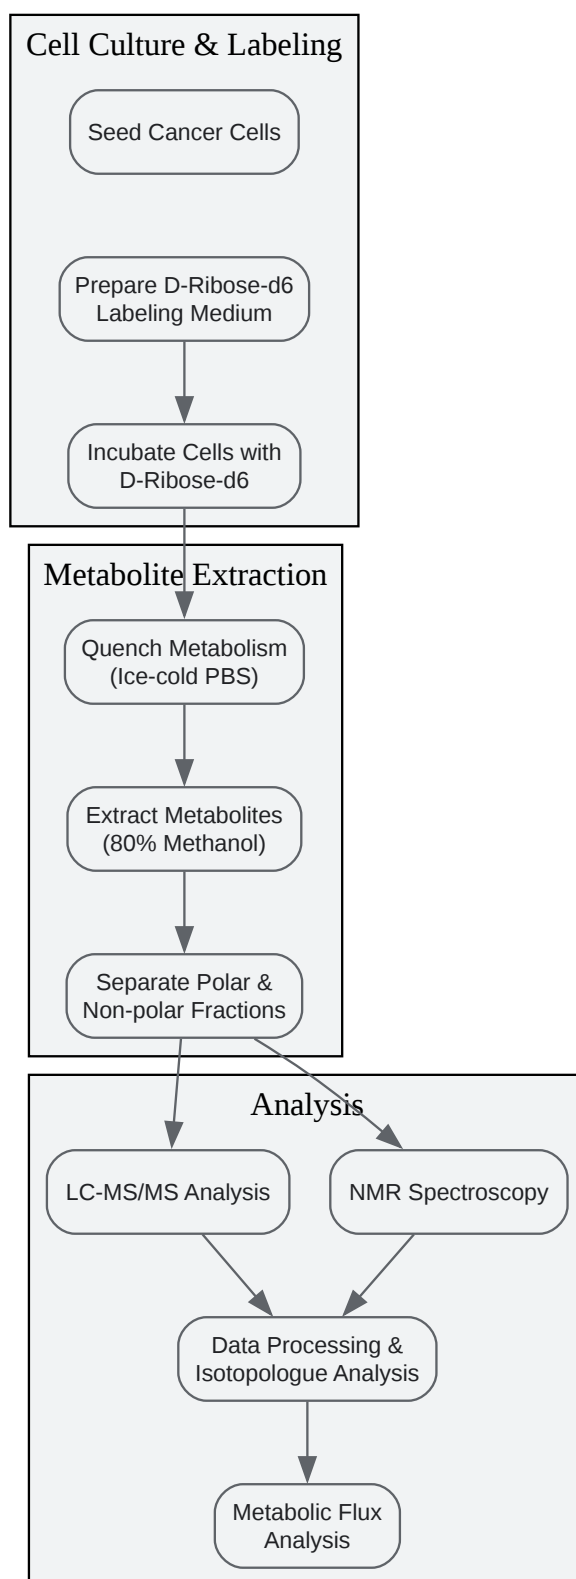 Cell Culture & Labeling
Seed Cancer Cells
Prepare D-Ribose-d6
Labeling Medium
Incubate Cells with
D-Ribose-d6
Metabolite Extraction
Quench Metabolism
(Ice-cold PBS)
Extract Metabolites
(80% Methanol)
Separate Polar &
Non-polar Fractions
Analysis
LC-MS/MS Analysis
NMR Spectroscopy
Data Processing &
Isotopologue Analysis
Metabolic Flux
Analysis